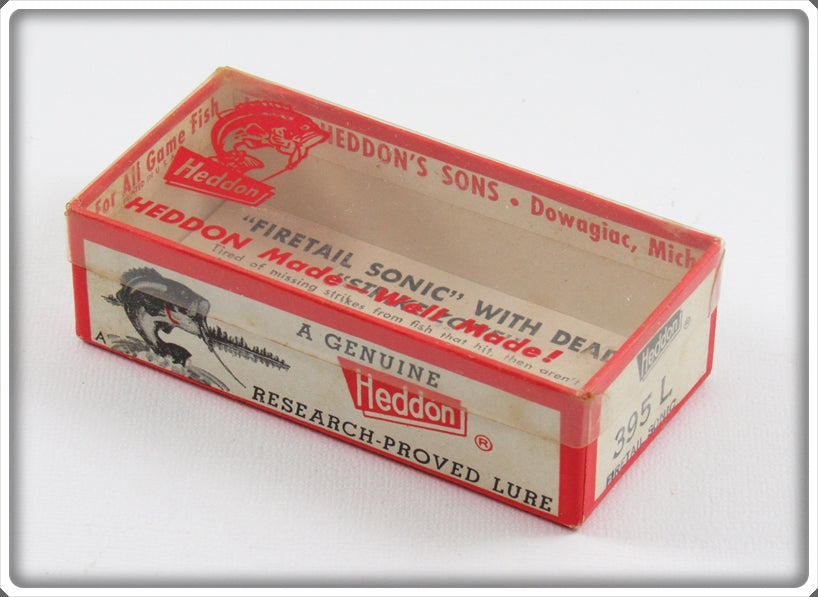 For All Game Fish
HEDDON'S SONS • Dowagiac, Mich
Heddon
"FIRETAIL SONIC" WITH DEAD
HEDDON Made - Well Made!
Tired of missing strikes from fish that hit, then aren't
A
A GENUINE
Heddon ®
RESEARCH-PROVED LURE
Heddon ®
395 L
FIRETAIL SONIC